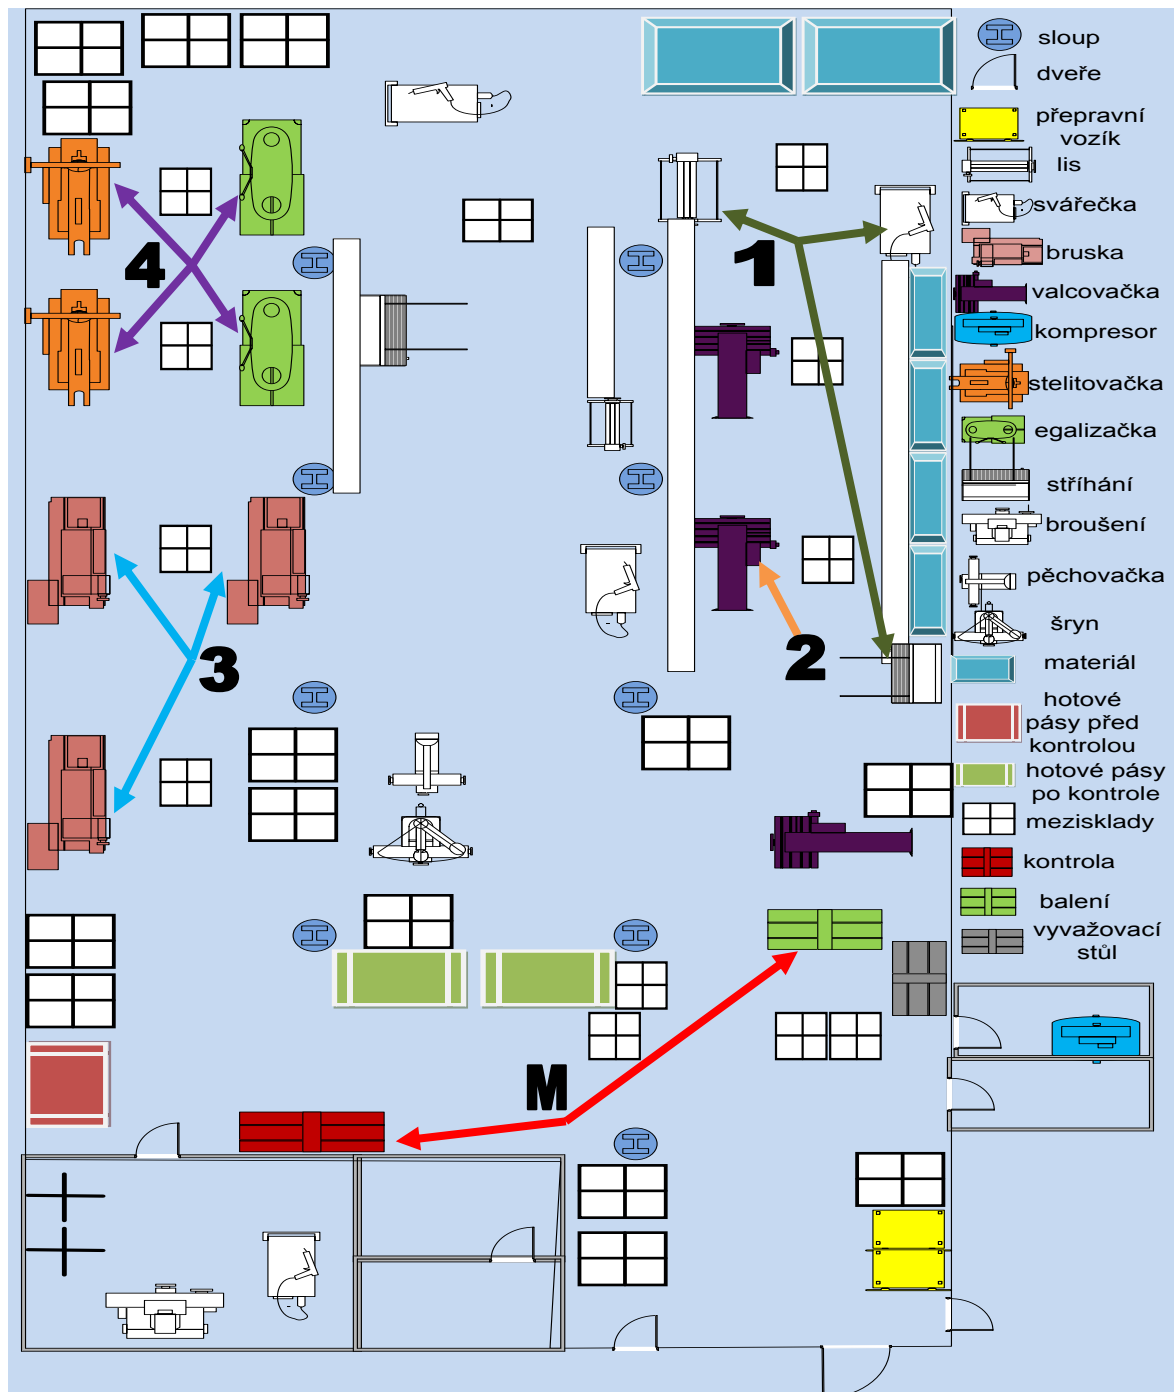 sloup
dveře
přepravní
vozík
lis
svářečka
bruska
valcovačka
kompresor
stelitovačka
egalizačka
stříhání
broušení
pěchovačka
šryn
materiál
hotové
pásy před
kontrolou
hotové pásy
po kontrole
mezisklady
kontrola
balení
vyvažovací
stůl
1
4
2
3
M